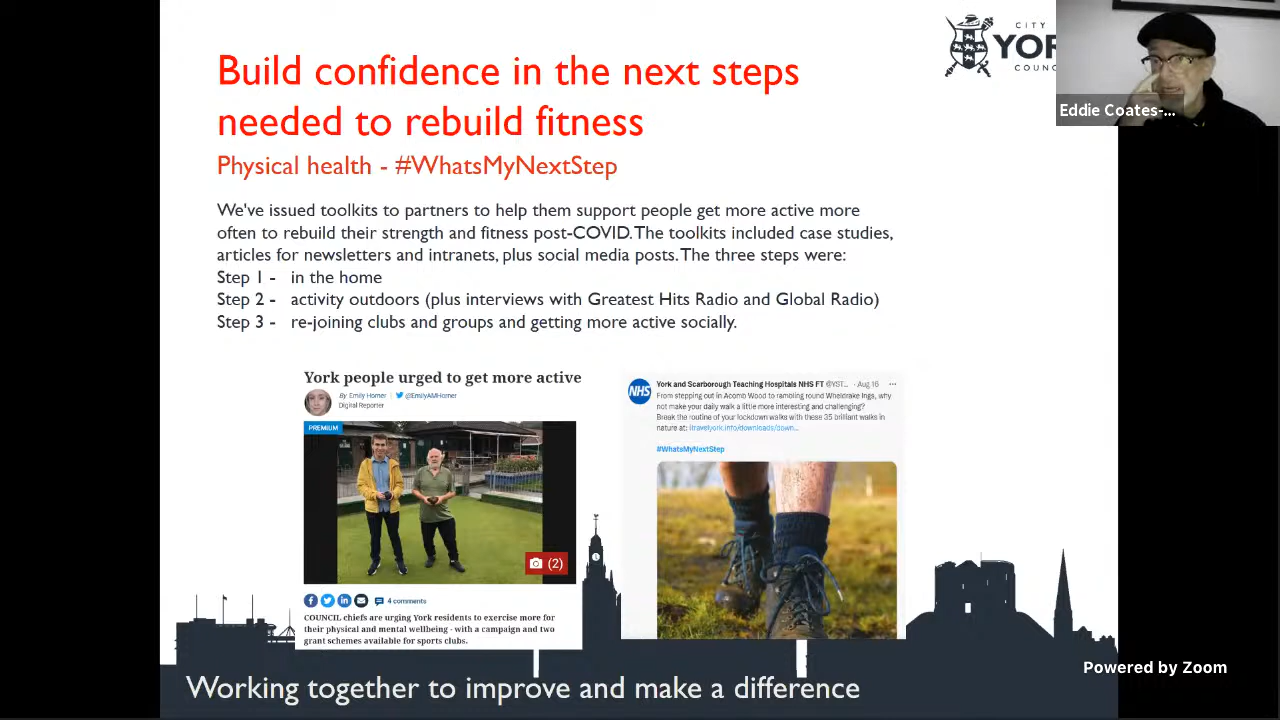 CITY
YOR
COUNC
Eddie Coates-...
Build confidence in the next steps
needed to rebuild fitness
Physical health - #WhatsMyNextStep
We've issued toolkits to partners to help them support people get more active more
often to rebuild their strength and fitness post-COVID. The toolkits included case studies,
articles for newsletters and intranets, plus social media posts. The three steps were:
Step 1 - in the home
Step 2 - activity outdoors (plus interviews with Greatest Hits Radio and Global Radio)
Step 3 - re-joining clubs and groups and getting more active socially.
York people urged to get more active
By Emily Horner | @EmilyAMHorner
Digital Reporter
PREMIUM
(2)
4 comments
COUNCIL chiefs are urging York residents to exercise more for
their physical and mental wellbeing - with a campaign and two
grant schemes available for sports clubs.
NHS
York and Scarborough Teaching Hospitals NHS FT @YST... · Aug 16 ...
From stepping out in Acomb Wood to rambling round Wheldrake Ings, why
not make your daily walk a little more interesting and challenging?
Break the routine of your lockdown walks with these 35 brilliant walks in
nature at: itravelyork.info/downloads/down...
#WhatsMyNextStep
Powered by Zoom
Working together to improve and make a difference